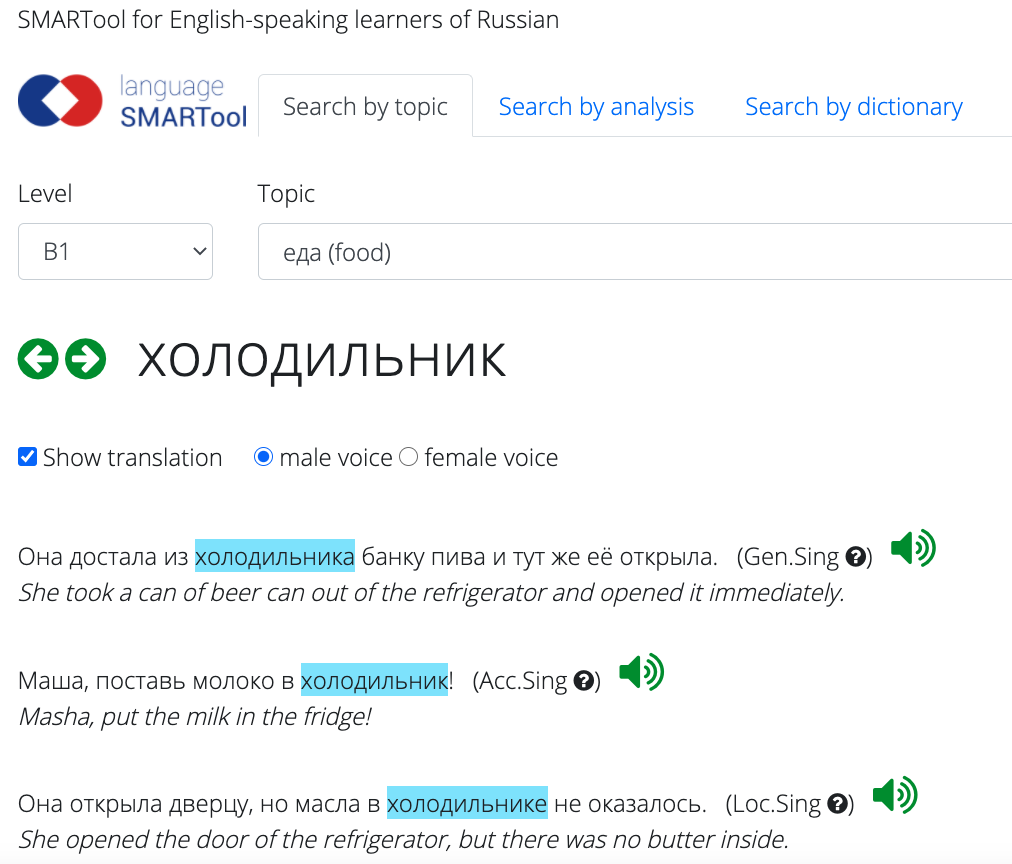 SMARTool for English-speaking learners of Russian
language
SMARTool
Search by topic
Search by analysis
Search by dictionary
Level
Topic
B1
еда (food)
холодильник
Show translation
male voice
female voice
Она достала из холодильника банку пива и тут же её открыла. (Gen.Sing ?)
She took a can of beer can out of the refrigerator and opened it immediately.
Маша, поставь молоко в холодильник! (Acc.Sing ?)
Masha, put the milk in the fridge!
Она открыла дверцу, но масла в холодильнике не оказалось. (Loc.Sing ?)
She opened the door of the refrigerator, but there was no butter inside.